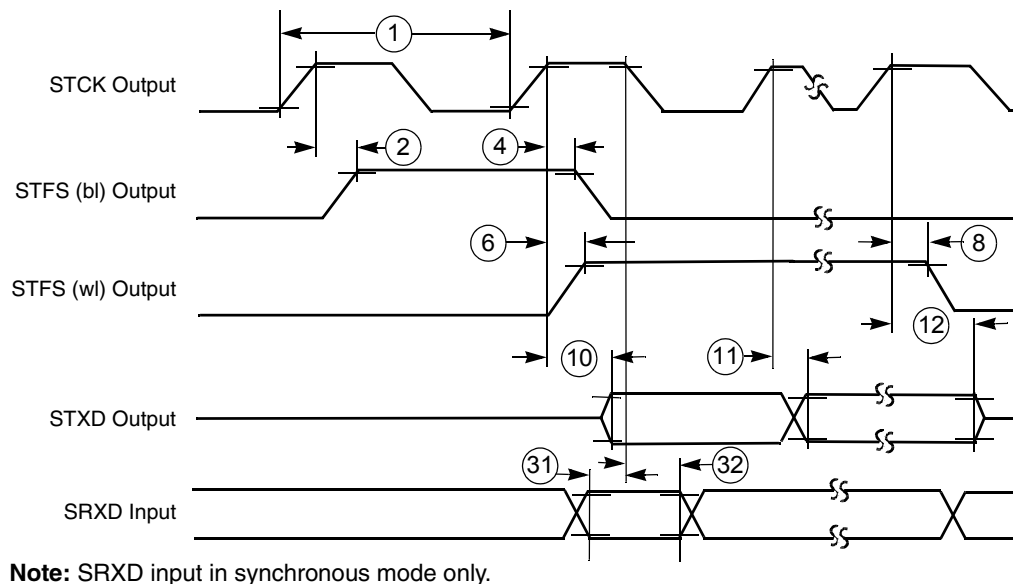 1
STCK Output
2
4
STFS (bl) Output
6
8
STFS (wl) Output
12
10
11
STXD Output
31
32
SRXD Input
Note: SRXD input in synchronous mode only.